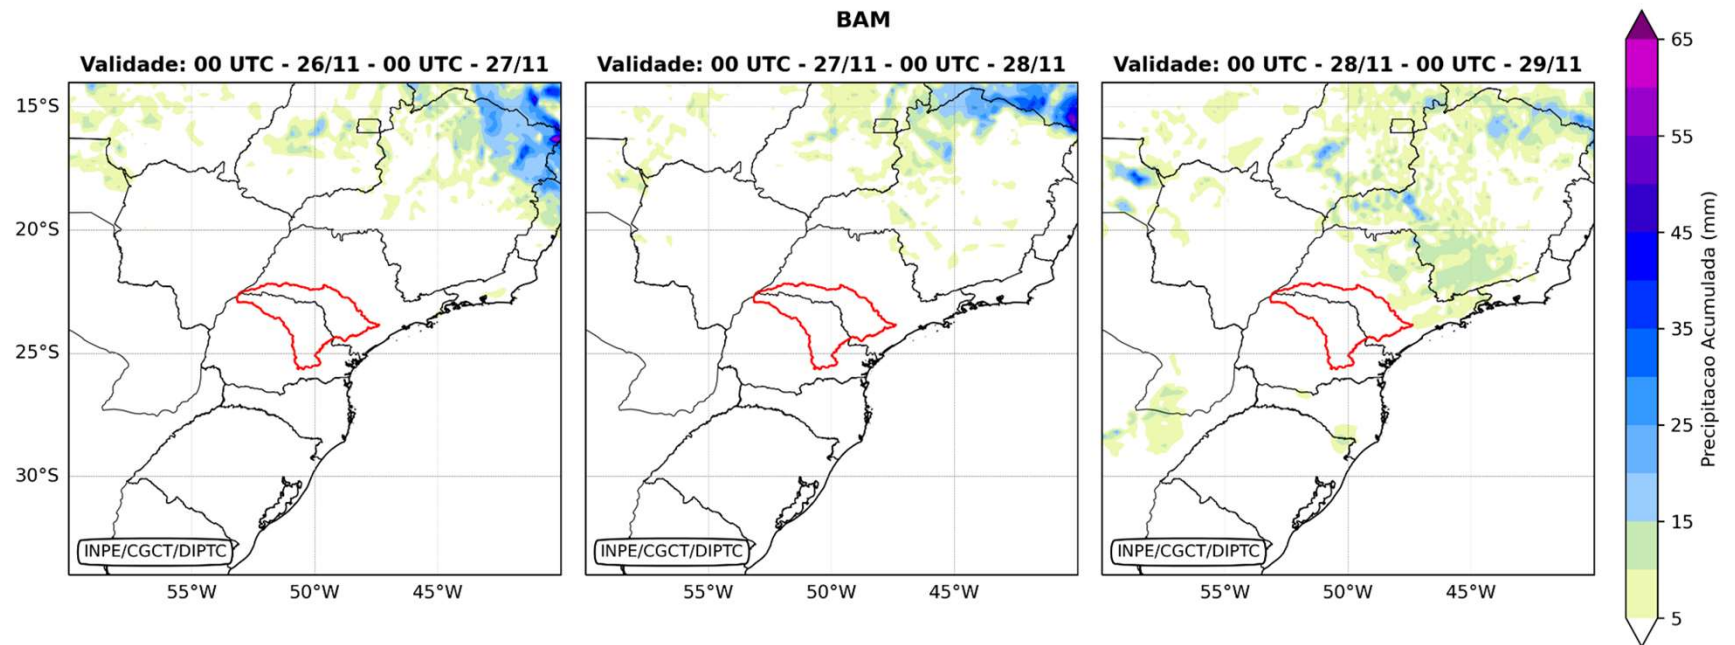 BAM
Validade: 00 UTC - 26/11 - 00 UTC - 27/11
Validade: 00 UTC - 27/11 - 00 UTC - 28/11
Validade: 00 UTC - 28/11 - 00 UTC - 29/11
15°S
20°S
25°S
30°S
INPE/CGCT/DIPTC
INPE/CGCT/DIPTC
INPE/CGCT/DIPTC
55°W 50°W 45°W
55°W 50°W 45°W
55°W 50°W 45°W
65
55
45
35
25
15
5
Precipitacao Acumulada (mm)